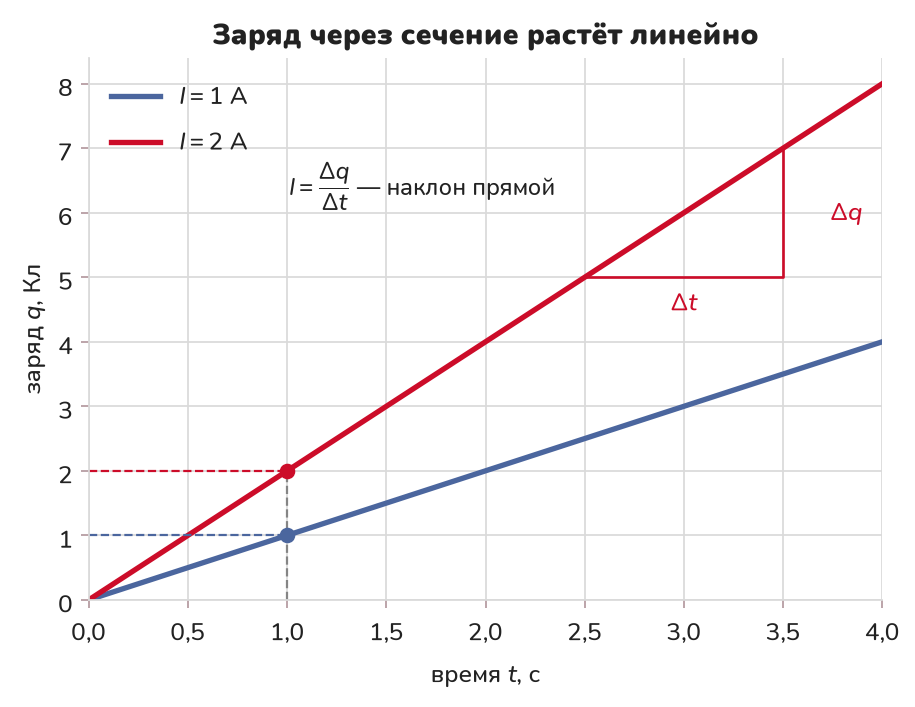 Заряд через сечение растёт линейно
I = 1 А
I = 2 А
I = Δq/Δt — наклон прямой
Δq
Δt
заряд q, Кл
8
7
6
5
4
3
2
1
0
0,0 0,5 1,0 1,5 2,0 2,5 3,0 3,5 4,0
время t, с